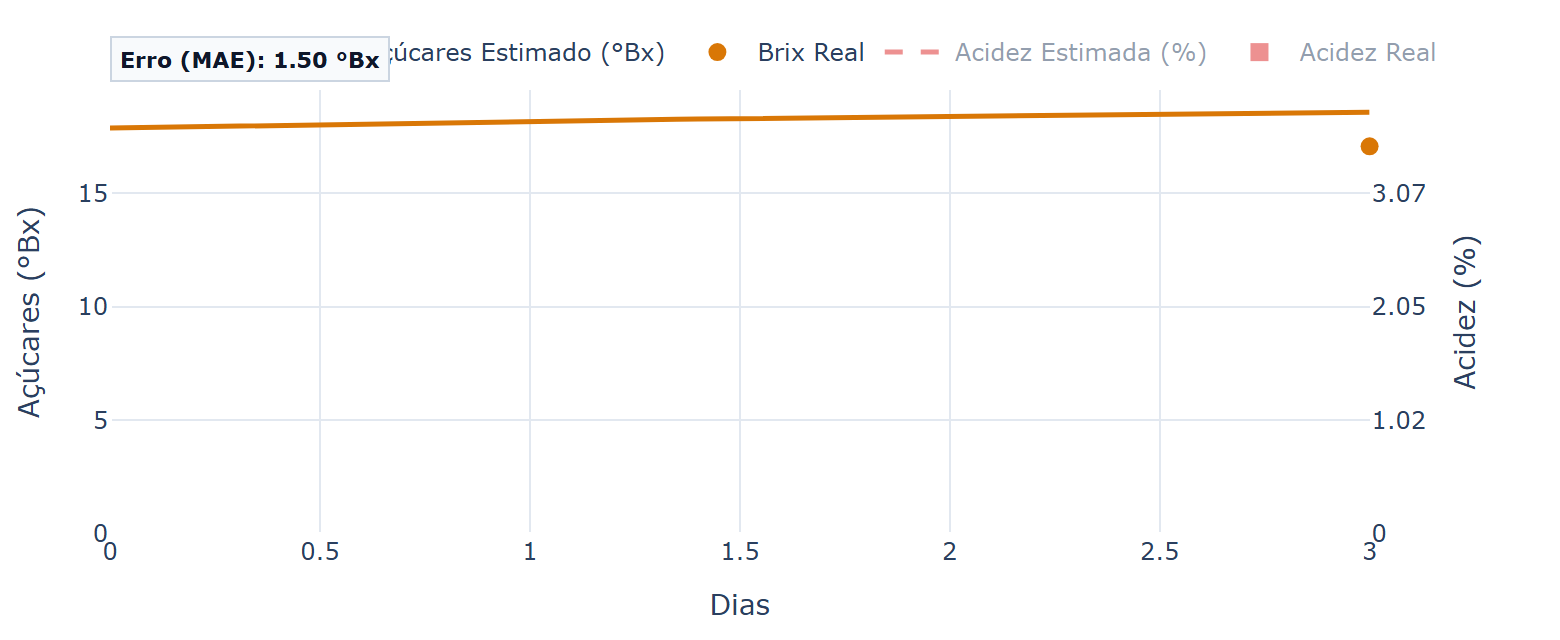 Erro (MAE): 1.50 °Bx
çúcares Estimado (°Bx)
Brix Real
Acidez Estimada (%)
Acidez Real
15
10
5
0
Açúcares (°Bx)
3.07
2.05
1.02
0
Acidez (%)
0
0.5
1
1.5
2
2.5
3
Dias